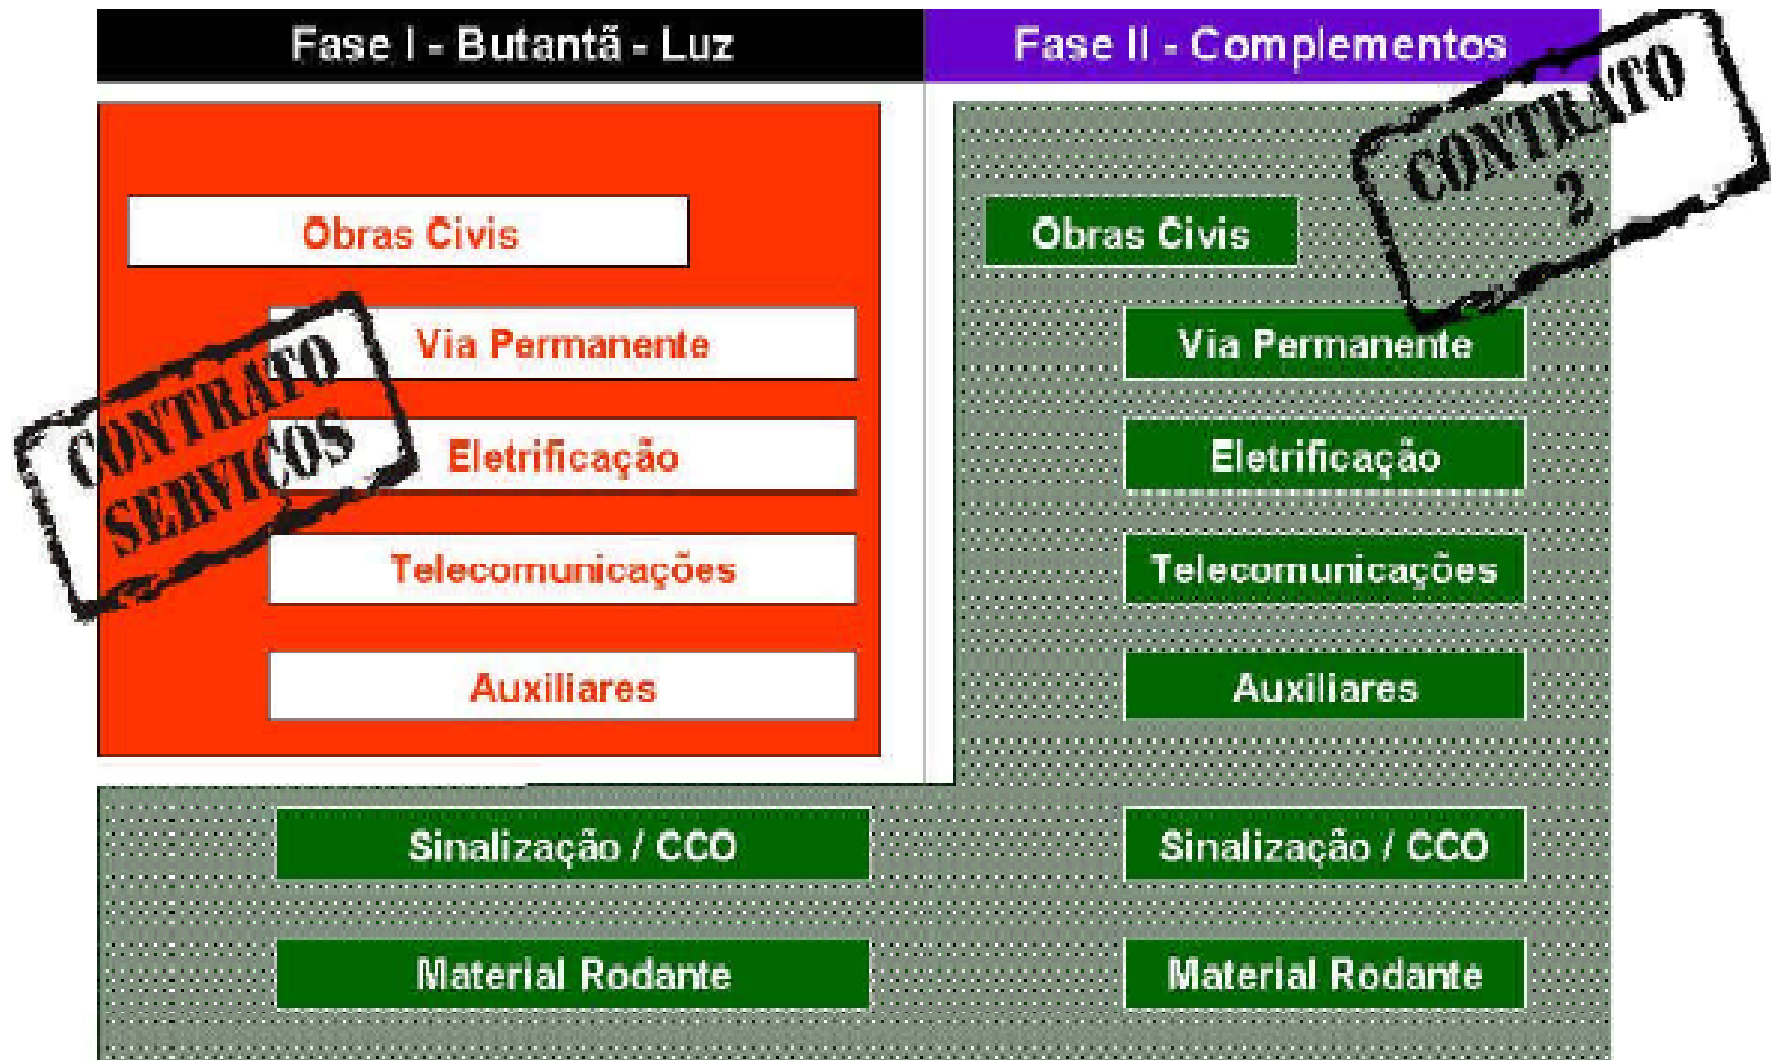 Fase I - Butantã - Luz
Fase II - Complementos
CONTRATO
2
Obras Civis
Obras Civis
Via Permanente
Via Permanente
CONTRATO
SERVIÇOS
Eletrificação
Eletrificação
Telecomunicações
Telecomunicações
Auxiliares
Auxiliares
Sinalização / CCO
Sinalização / CCO
Material Rodante
Material Rodante